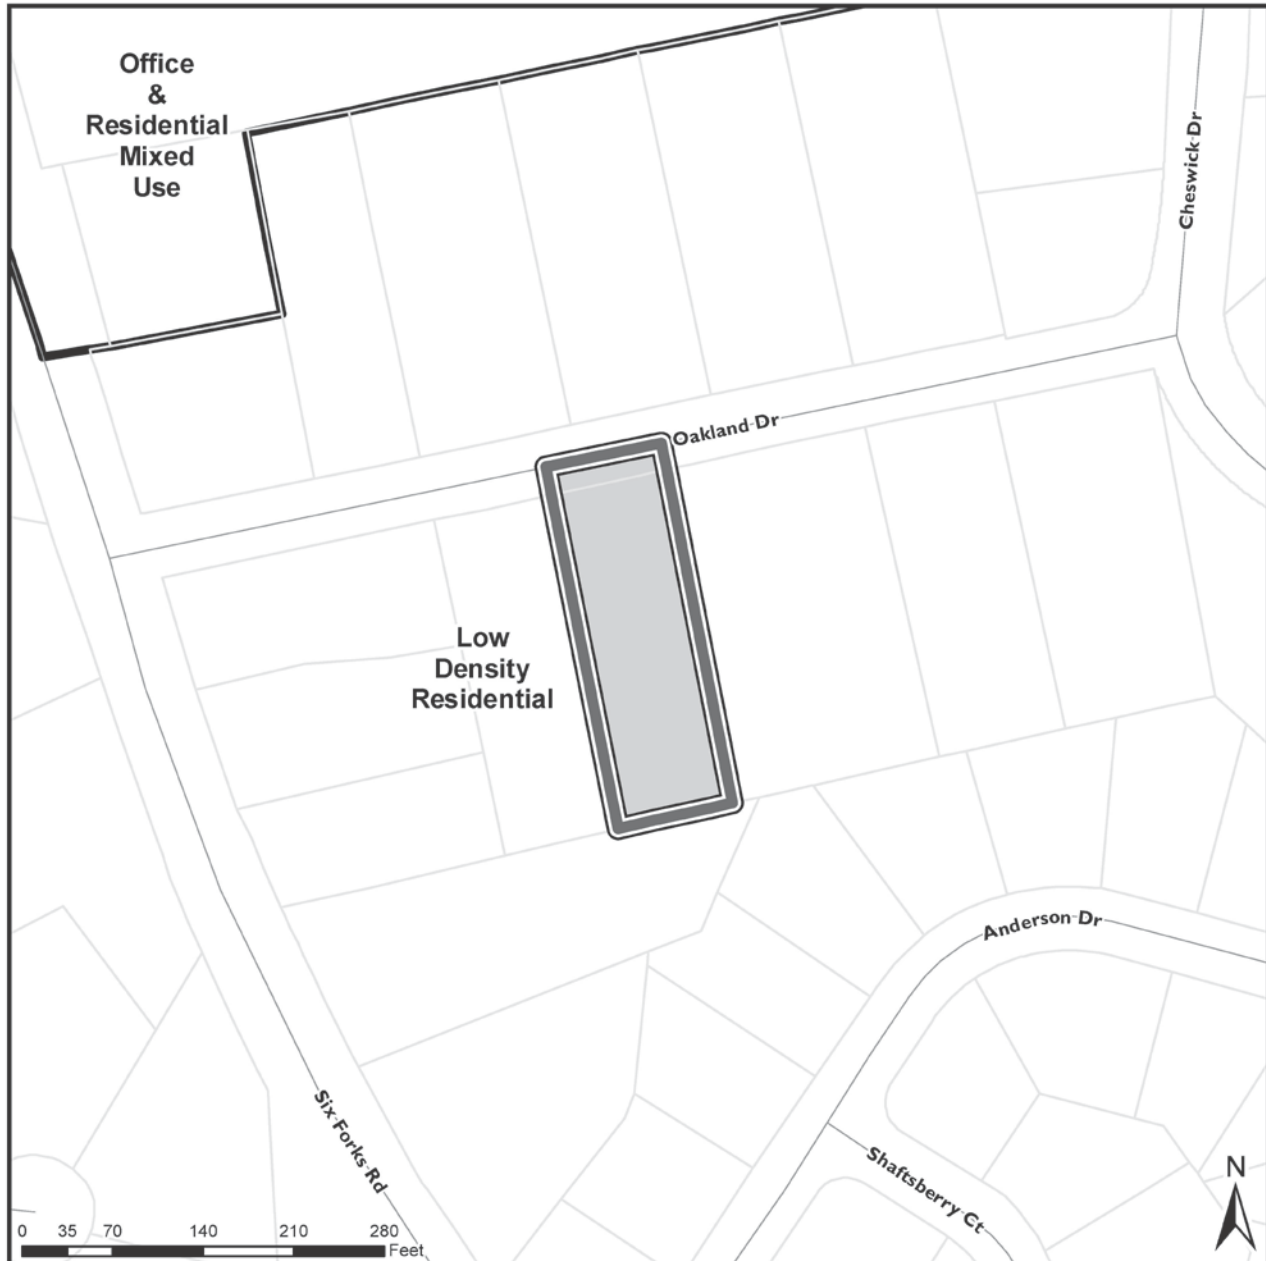 Office
&
Residential
Mixed
Use
Cheswick Dr
Oakland Dr
Low
Density
Residential
Anderson Dr
Six Forks Rd
Shaftsberry Ct
N
0 35 70 140 210 280
Feet